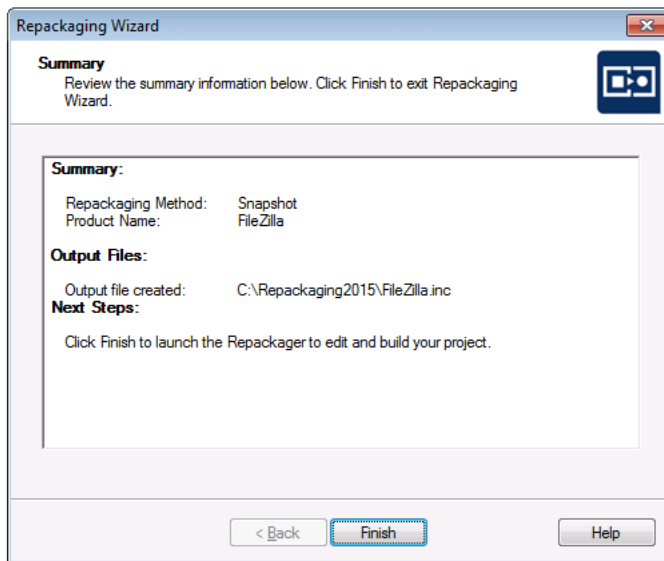 Repackaging Wizard
Summary
Review the summary information below. Click Finish to exit Repackaging
Wizard.
Summary:
Repackaging Method: Snapshot
Product Name: FileZilla
Output Files:
Output file created: C:\Repackaging2015\FileZilla.inc
Next Steps:
Click Finish to launch the Repackager to edit and build your project.
< Back Finish Help